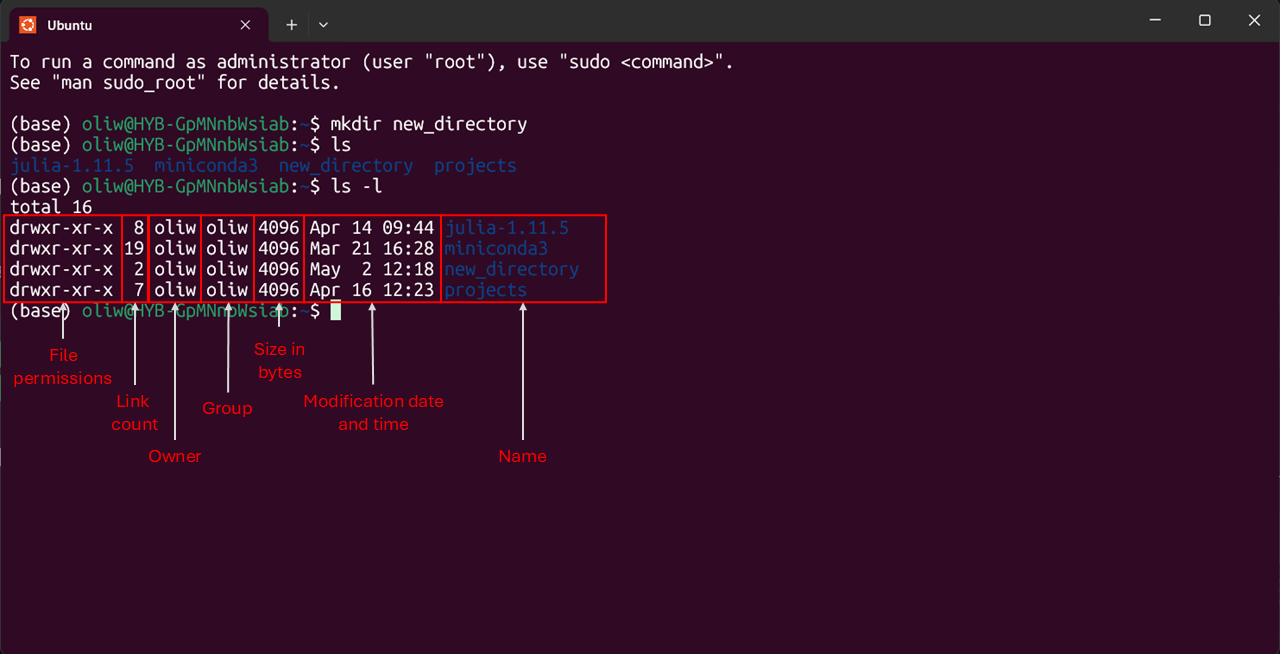 Ubuntu
To run a command as administrator (user "root"), use "sudo <command>".
See "man sudo_root" for details.
(base) oliw@HYB-GpMNnbWsiab:~$ mkdir new_directory
(base) oliw@HYB-GpMNnbWsiab:~$ ls
julia-1.11.5  miniconda3  new_directory  projects
(base) oliw@HYB-GpMNnbWsiab:~$ ls -l
total 16
drwxr-xr-x  8 oliw oliw 4096 Apr 14 09:44 julia-1.11.5
drwxr-xr-x 19 oliw oliw 4096 Mar 21 16:28 miniconda3
drwxr-xr-x  2 oliw oliw 4096 May  2 12:18 new_directory
drwxr-xr-x  7 oliw oliw 4096 Apr 16 12:23 projects
(base) oliw@HYB-GpMNnbWsiab:~$
File
permissions
Link
count
Owner
Group
Size in
bytes
Modification date
and time
Name